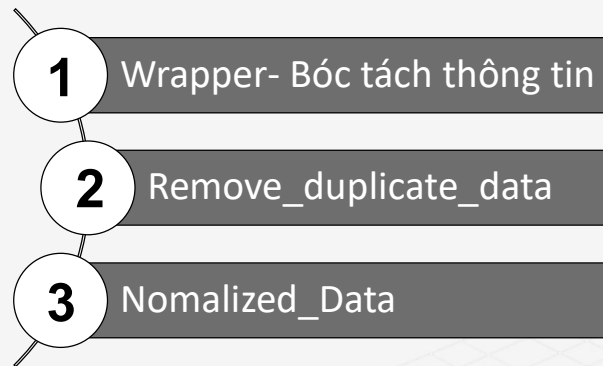 1 Wrapper- Bóc tách thông tin
2 Remove_duplicate_data
3 Nomalized_Data